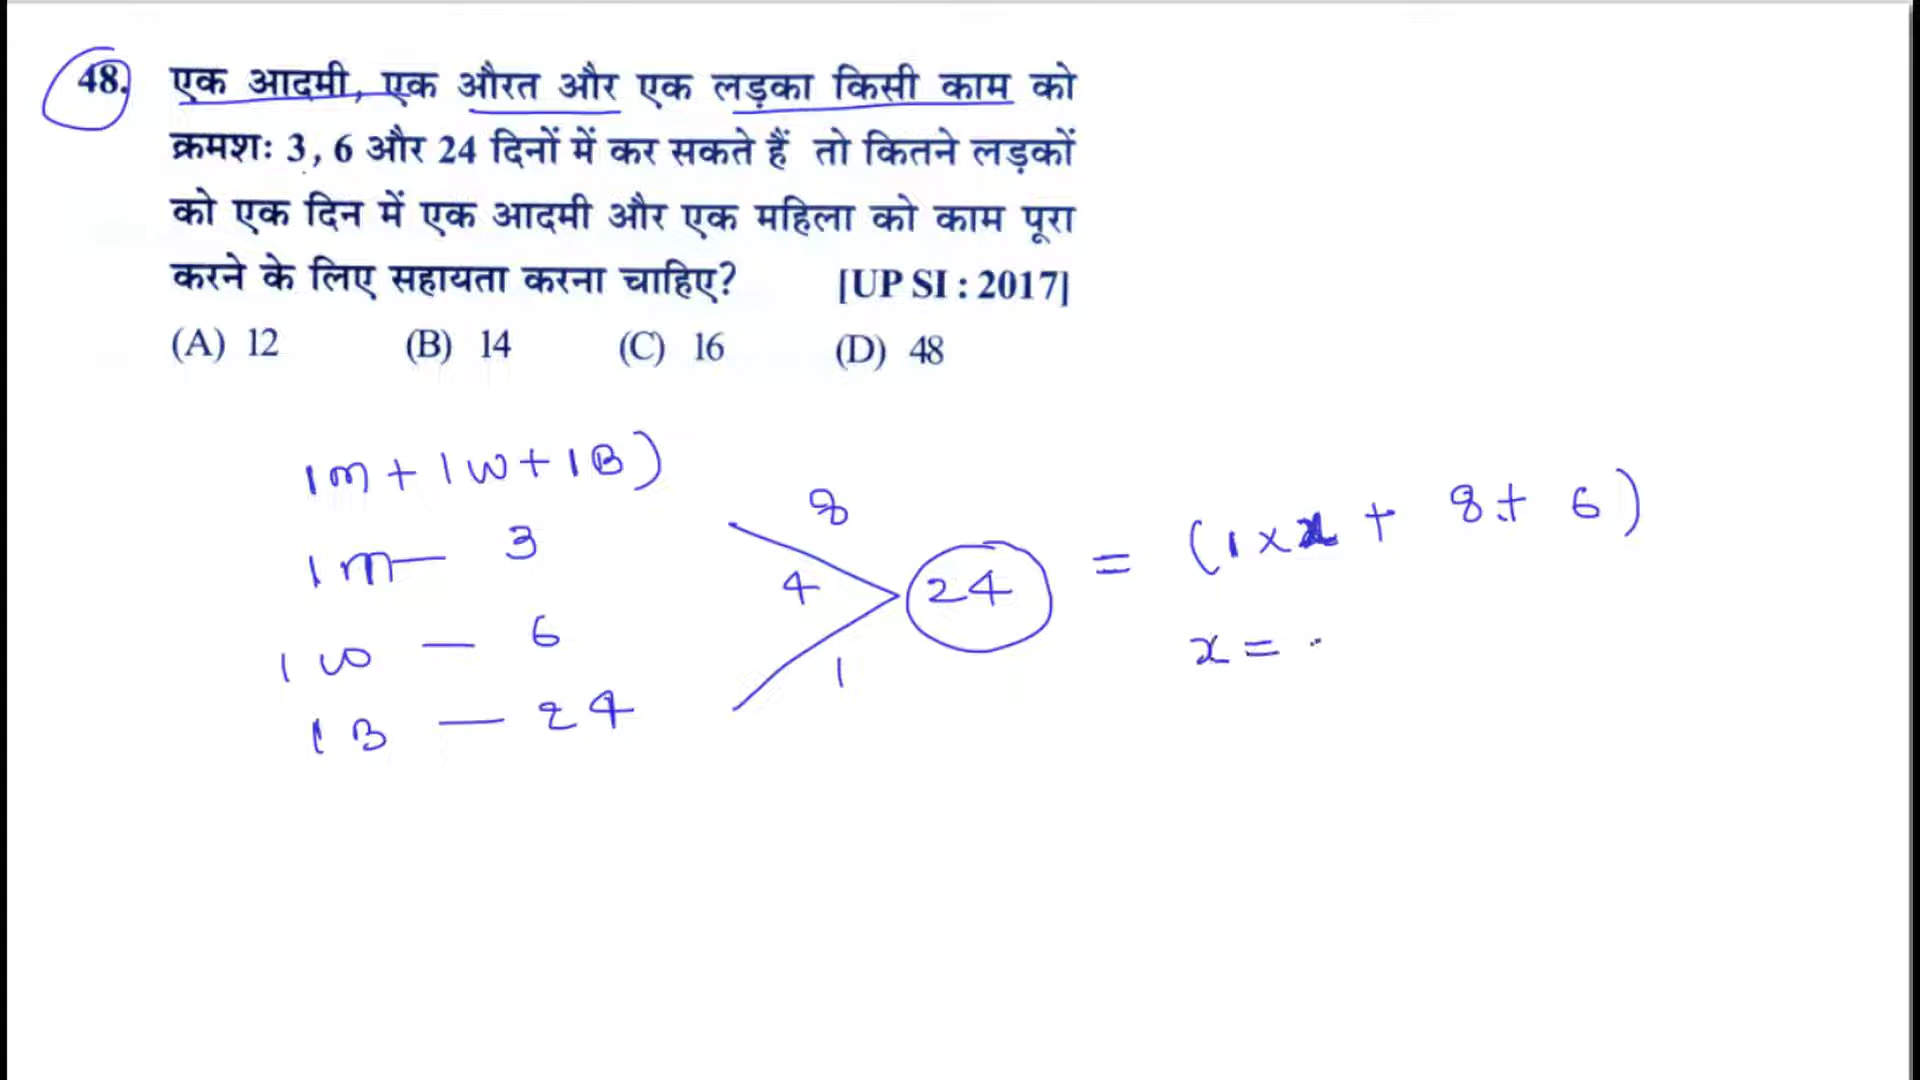 48. एक आदमी, एक औरत और एक लड़का किसी काम को
क्रमशः 3, 6 और 24 दिनों में कर सकते हैं तो कितने लड़कों
को एक दिन में एक आदमी और एक महिला को काम पूरा
करने के लिए सहायता करना चाहिए? [UP SI : 2017]
(A) 12 (B) 14 (C) 16 (D) 48
1m + 1w + 1B)
1m — 3
1w — 6
1B — 24
8
4
1
24 = (1 × x + 8 + 6)
x = .